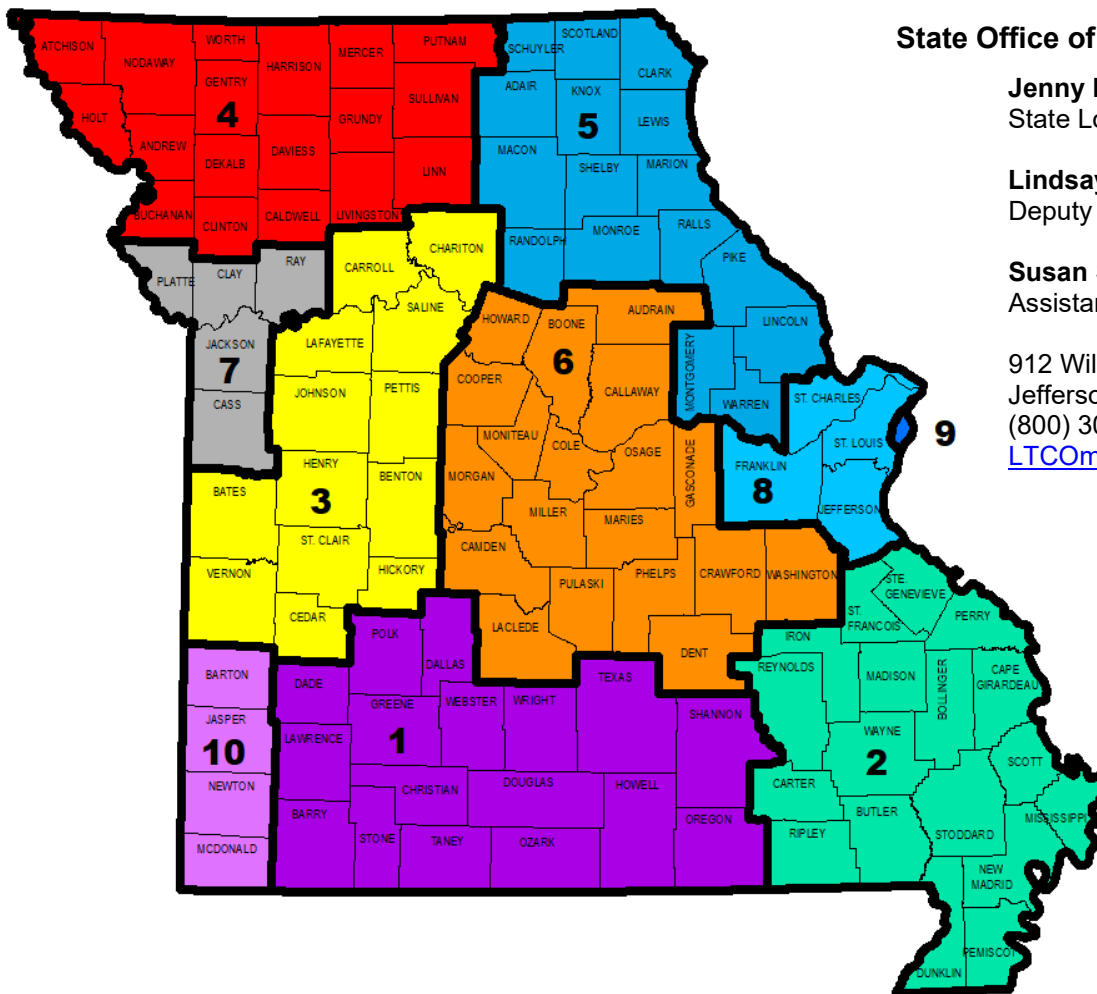 State Office of
Jenny
State
Lindsay
Deputy
Susan
Assistan
912 Wil
Jefferso
(800) 30
LTCOm
ATCHISON
NODAWAY
WORTH
HARRISON
MERCER
PUTNAM
GENTRY
SULLIVAN
HOLT
4
GRUNDY
ANDREW
DEKALB
DAVIESS
LINN
BUCHANAN
CLINTON
CALDWELL
LIVINGSTON
SCHUYLER
SCOTLAND
CLARK
ADAIR
KNOX
5
LEWIS
MACON
SHELBY
MARION
RANDOLPH
MONROE
RALLS
PIKE
LINCOLN
MONTGOMERY
WARREN
PLATTE
CLAY
RAY
JACKSON
7
CASS
CARROLL
CHARITON
SALINE
LAFAYETTE
JOHNSON
PETTIS
HENRY
3
BENTON
BATES
ST. CLAIR
VERNON
HICKORY
CEDAR
HOWARD
BOONE
AUDRAIN
6
COOPER
CALLAWAY
MONITEAU
COLE
OSAGE
GASCONADE
MORGAN
MILLER
MARIES
CAMDEN
PULASKI
PHELPS
CRAWFORD
WASHINGTON
LACLEDE
DENT
ST. CHARLES
ST. LOUIS
9
FRANKLIN
8
JEFFERSON
BARTON
JASPER
10
NEWTON
MCDONALD
POLK
DALLAS
TEXAS
DADE
GREENE
WEBSTER
WRIGHT
SHANNON
LAWRENCE
1
CHRISTIAN
DOUGLAS
HOWELL
BARRY
STONE
TANEY
OZARK
OREGON
STE.
GENEVIEVE
ST.
FRANCOIS
PERRY
IRON
REYNOLDS
MADISON
BOLLINGER
CAPE
GIRARDEAU
WAYNE
2
SCOTT
CARTER
BUTLER
MISSISSIPPI
RIPLEY
STODDARD
NEW
MADRID
PEMISCOT
DUNKLIN